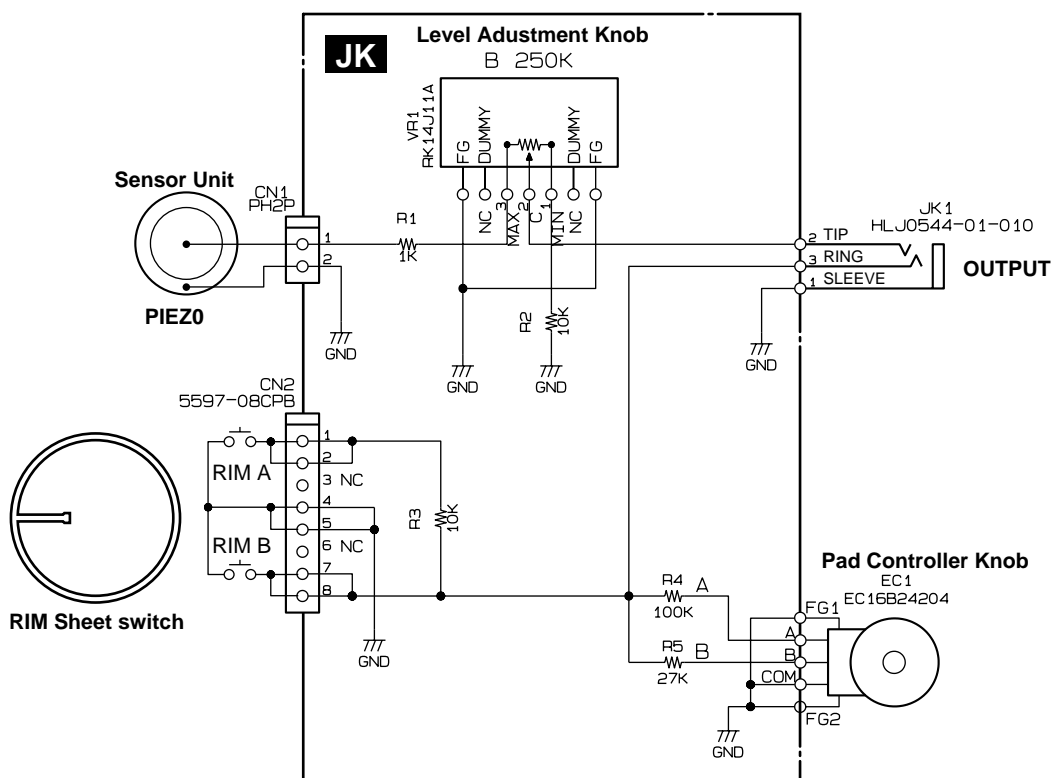 JK
Level Adustment Knob
B 250K
VR1
RK14J11A
FG
DUMMY
DUMMY
FG
NC
3
MAX
2
C
1
MIN
NC
Sensor Unit
CN1
PH2P
1
2
PIEZ0
GND
R1
1K
GND
R2
10K
GND
JK1
HLJ0544-01-010
2 TIP
3 RING
1 SLEEVE
OUTPUT
GND
CN2
5597-08CPB
1
2
3 NC
4
5
6 NC
7
8
RIM A
RIM B
RIM Sheet switch
R3
10K
GND
R4
100K
A
R5
27K
B
Pad Controller Knob
EC1
EC16B24204
FG1
A
B
COM
FG2
GND